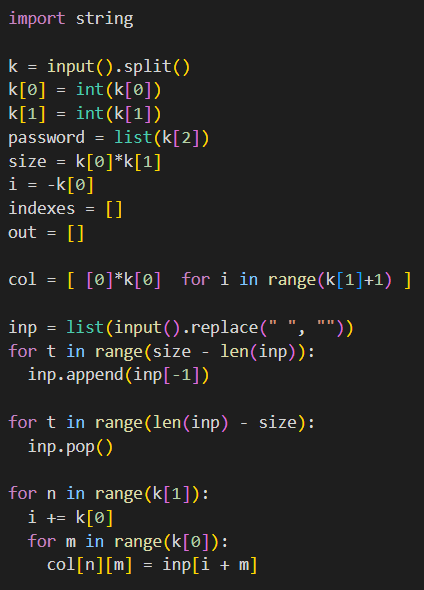 import string

k = input().split()
k[0] = int(k[0])
k[1] = int(k[1])
password = list(k[2])
size = k[0]*k[1]
i = -k[0]
indexes = []
out = []

col = [ [0]*k[0]  for i in range(k[1]+1) ]

inp = list(input().replace(" ", ""))
for t in range(size - len(inp)):
  inp.append(inp[-1])

for t in range(len(inp) - size):
  inp.pop()

for n in range(k[1]):
  i += k[0]
  for m in range(k[0]):
    col[n][m] = inp[i + m]